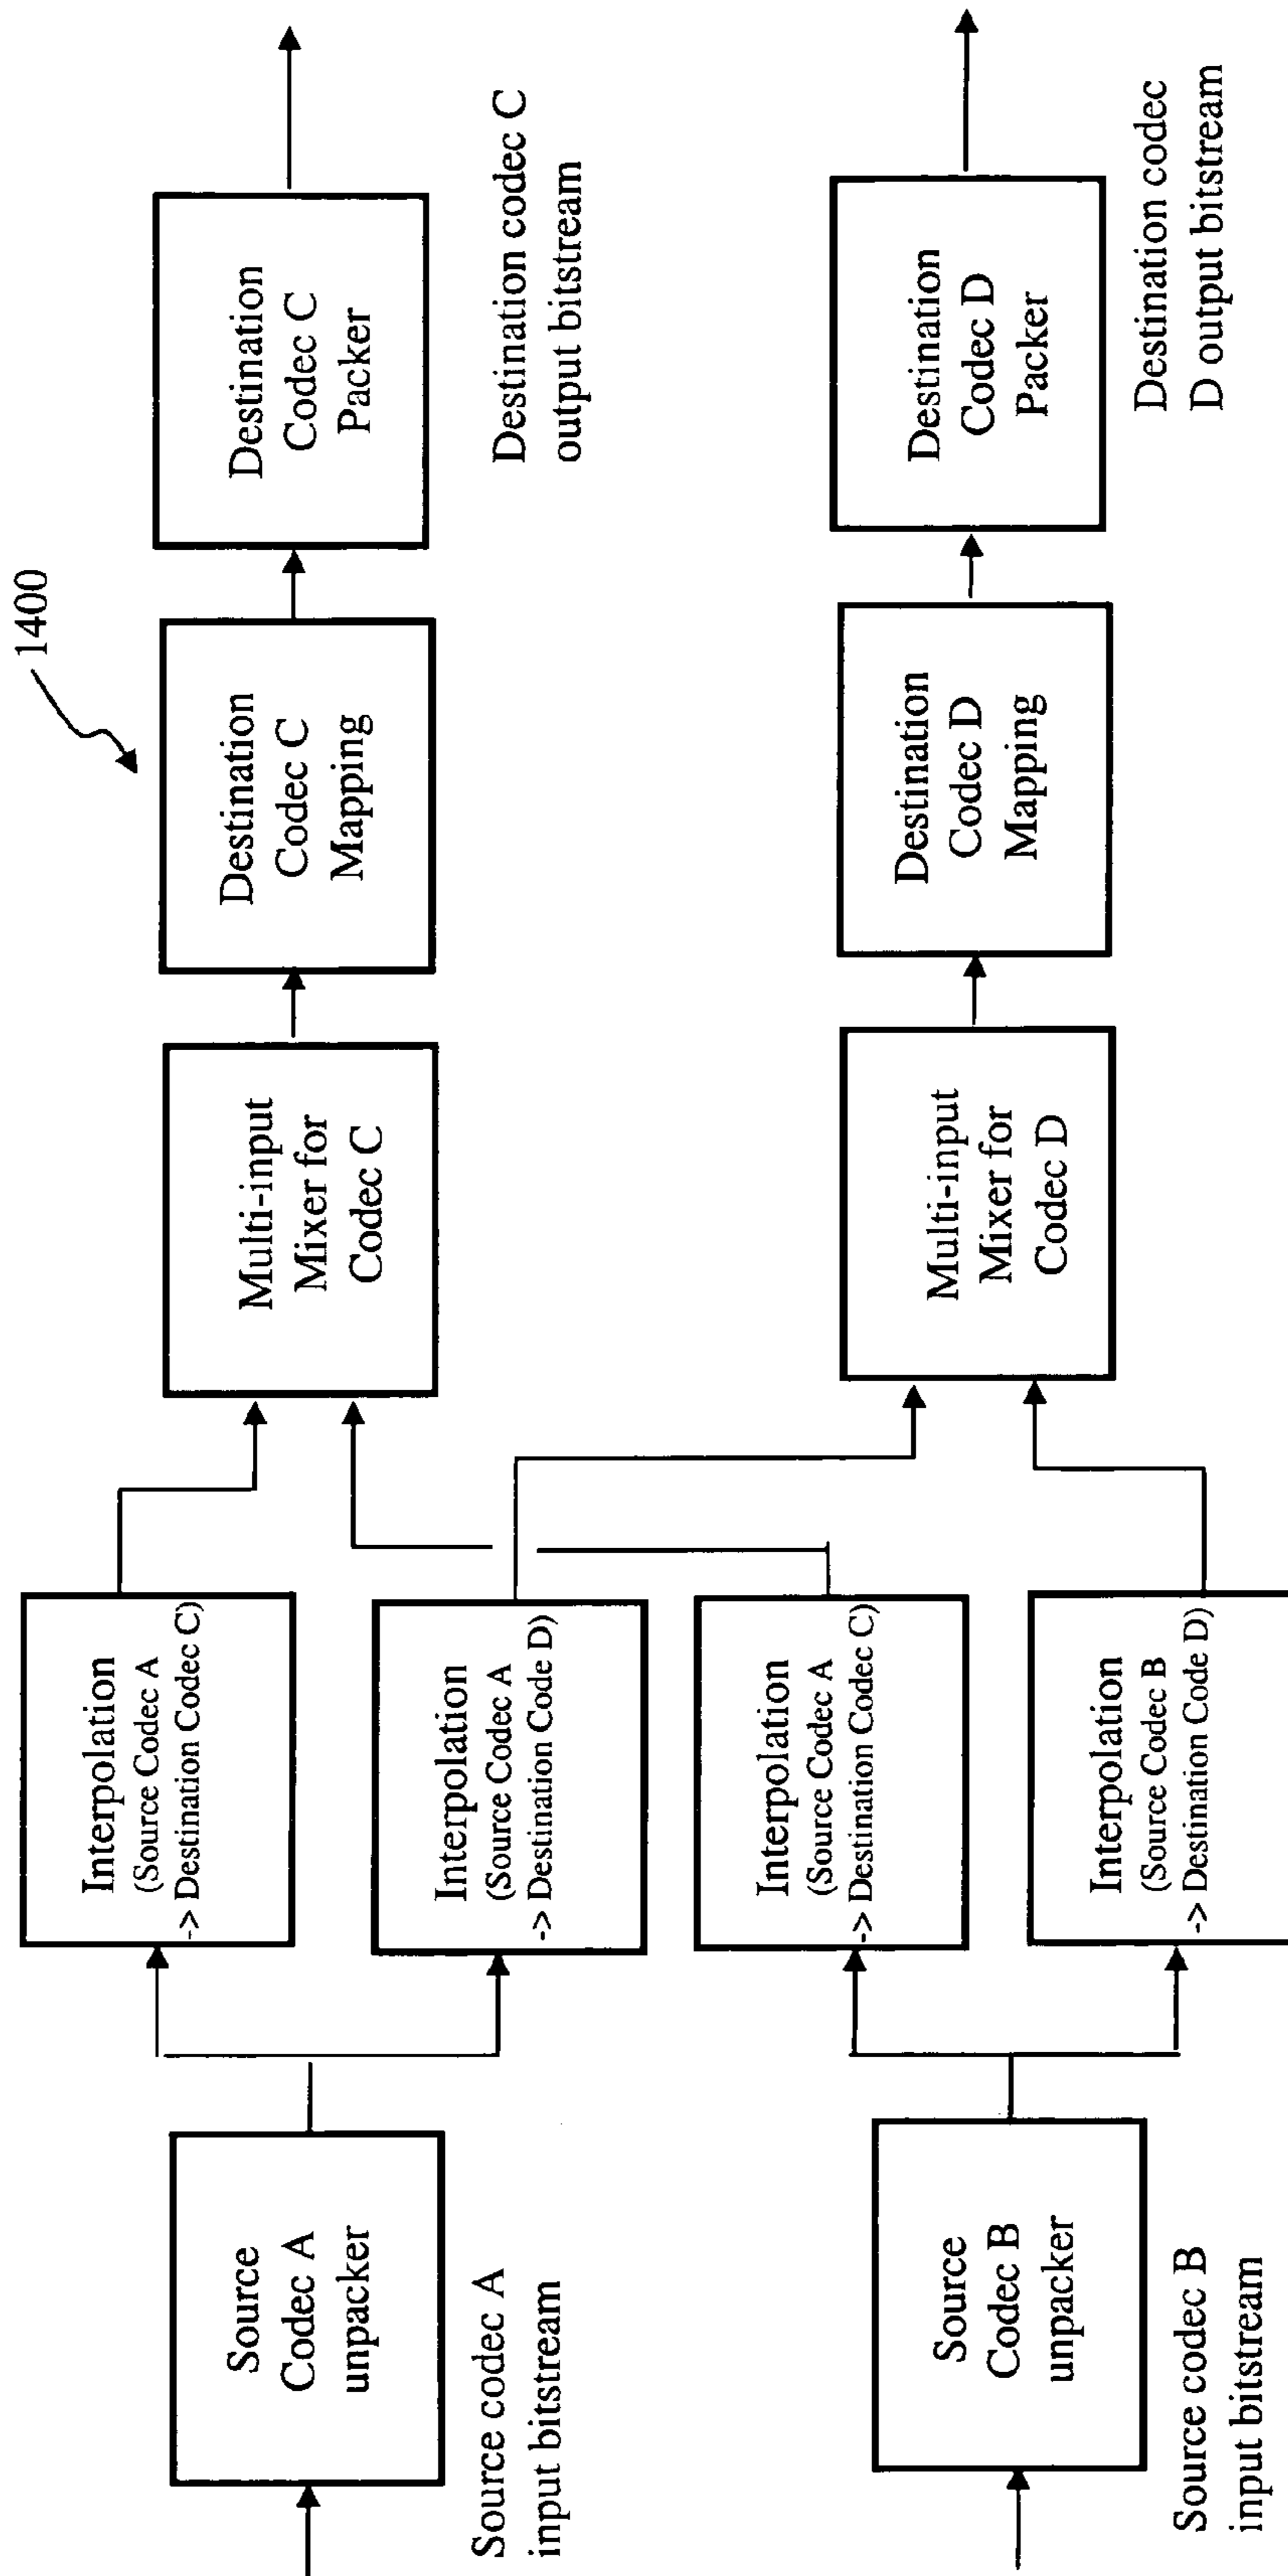 1400
Source
Codec A
unpacker
Source codec A
input bitstream
Interpolation
(Source Codec A
-> Destination Codec C)
Interpolation
(Source Codec A
-> Destination Code D)
Multi-input
Mixer for
Codec C
Destination
Codec C
Mapping
Destination
Codec C
Packer
Destination codec C
output bitstream
Source
Codec B
unpacker
Source codec B
input bitstream
Interpolation
(Source Codec A
-> Destination Codec C)
Interpolation
(Source Codec B
-> Destination Code D)
Multi-input
Mixer for
Codec D
Destination
Codec D
Mapping
Destination
Codec D
Packer
Destination codec
D output bitstream